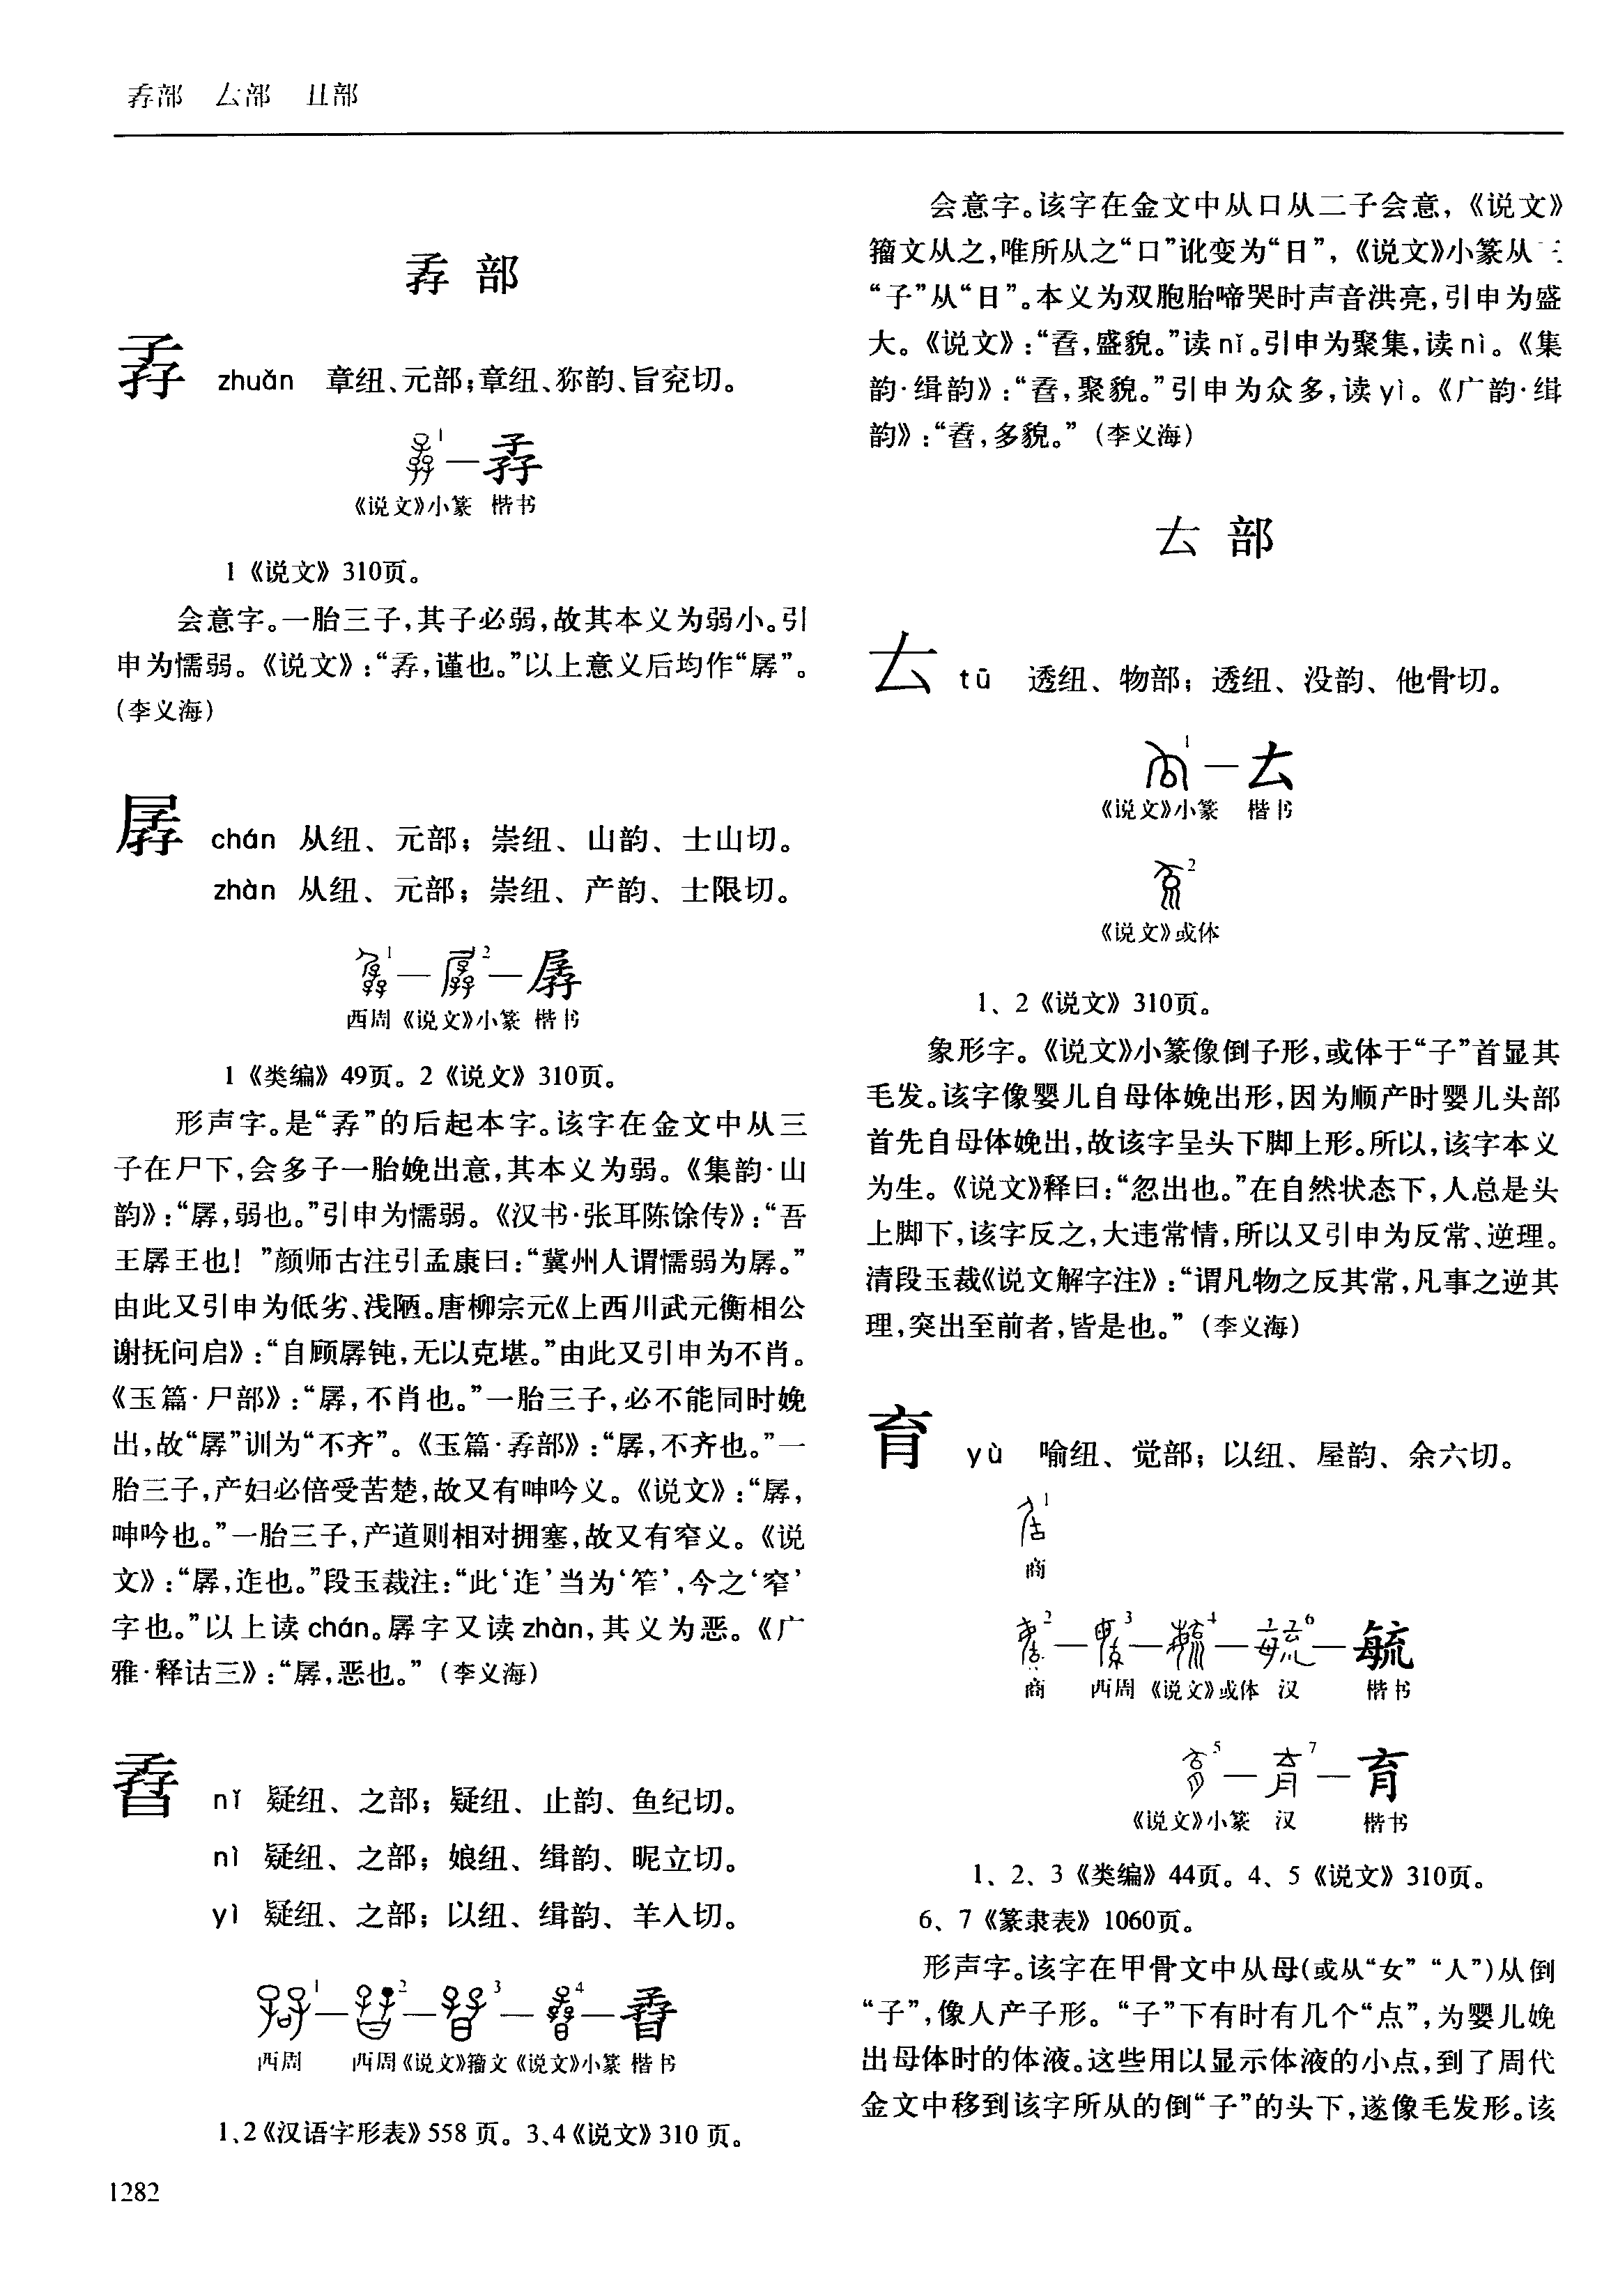 孨部 𠫓部 丑部
孨 部
孨 zhuǎn 章纽、元部;章纽、狝韵、旨兖切。
1
—孨
《说文》小篆 楷书
1《说文》310页。
会意字。一胎三子,其子必弱,故其本义为弱小。引
申为懦弱。《说文》:“孨,谨也。”以上意义后均作“孱”。
(李义海)
孱 chán 从纽、元部;崇纽、山韵、士山切。
zhàn 从纽、元部;崇纽、产韵、士限切。
1 — 2 —孱
西周 《说文》小篆 楷书
1《类编》49页。2《说文》310页。
形声字。是“孨”的后起本字。该字在金文中从三
子在尸下,会多子一胎娩出意,其本义为弱。《集韵·山
韵》:“孱,弱也。”引申为懦弱。《汉书·张耳陈馀传》:“吾
王孱王也!”颜师古注引孟康曰:“冀州人谓懦弱为孱。”
由此又引申为低劣、浅陋。唐柳宗元《上西川武元衡相公
谢抚问启》:“自顾孱钝,无以克堪。”由此又引申为不肖。
《玉篇·尸部》:“孱,不肖也。”一胎三子,必不能同时娩
出,故“孱”训为“不齐”。《玉篇·孨部》:“孱,不齐也。”一
胎三子,产妇必倍受苦楚,故又有呻吟义。《说文》:“孱,
呻吟也。”一胎三子,产道则相对拥塞,故又有窄义。《说
文》:“孱,迮也。”段玉裁注:“此‘迮’当为‘笮’,今之‘窄’
字也。”以上读chán。孱字又读zhàn,其义为恶。《广
雅·释诂三》:“孱,恶也。”(李义海)
孴 nǐ 疑纽、之部;疑纽、止韵、鱼纪切。
nì 疑纽、之部;娘纽、缉韵、昵立切。
yì 疑纽、之部;以纽、缉韵、羊入切。
1 — 2 — 3 — 4 —孴
西周 西周《说文》籀文《说文》小篆 楷书
1、2《汉语字形表》558页。3、4《说文》310页。
1282
会意字。该字在金文中从口从二子会意,《说文》
籀文从之,唯所从之“口”讹变为“日”,《说文》小篆从三
“子”从“日”。本义为双胞胎啼哭时声音洪亮,引申为盛
大。《说文》:“孴,盛貌。”读nǐ。引申为聚集,读nì。《集
韵·缉韵》:“孴,聚貌。”引申为众多,读yì。《广韵·缉
韵》:“孴,多貌。”(李义海)
𠫓 部
𠫓 tū 透纽、物部;透纽、没韵、他骨切。
1 —𠫓
《说文》小篆 楷书
2
《说文》或体
1、2《说文》310页。
象形字。《说文》小篆像倒子形,或体于“子”首显其
毛发。该字像婴儿自母体娩出形,因为顺产时婴儿头部
首先自母体娩出,故该字呈头下脚上形。所以,该字本义
为生。《说文》释曰:“忽出也。”在自然状态下,人总是头
上脚下,该字反之,大违常情,所以又引申为反常、逆理。
清段玉裁《说文解字注》:“谓凡物之反其常,凡事之逆其
理,突出至前者,皆是也。”(李义海)
育 yù 喻纽、觉部;以纽、屋韵、余六切。
1
商
2 — 3 — 4 — 6 —毓
商 西周 《说文》或体 汉 楷书
5 — 7 —育
《说文》小篆 汉 楷书
1、2、3《类编》44页。4、5《说文》310页。
6、7《篆隶表》1060页。
形声字。该字在甲骨文中从母(或从“女”“人”)从倒
“子”,像人产子形。“子”下有时有几个“点”,为婴儿娩
出母体时的体液。这些用以显示体液的小点,到了周代
金文中移到该字所从的倒“子”的头下,遂像毛发形。该